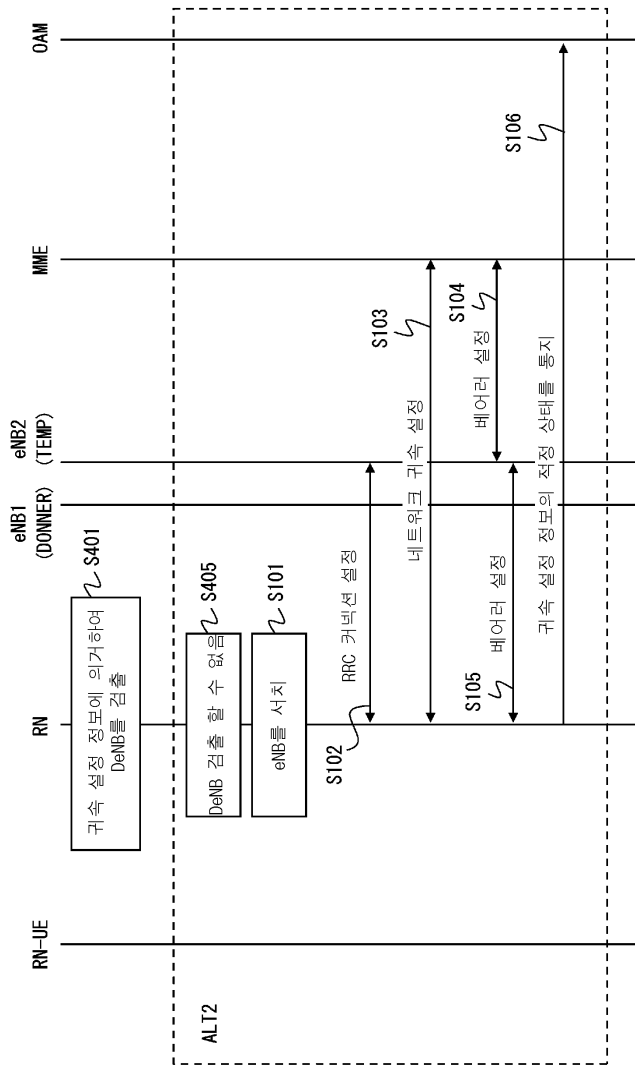 RN-UE
RN
eNB1
(DONNER)
eNB2
(TEMP)
MME
OAM
귀속 설정 정보에 의거하여
DeNB를 검출
S401
ALT2
DeNB 검출 할 수 없음
S405
eNB를 서치
S101
RRC 커넥션 설정
S102
네트워크 귀속 설정
S103
베어러 설정
S104
베어러 설정
S105
귀속 설정 정보의 적정 상태를 통지
S106